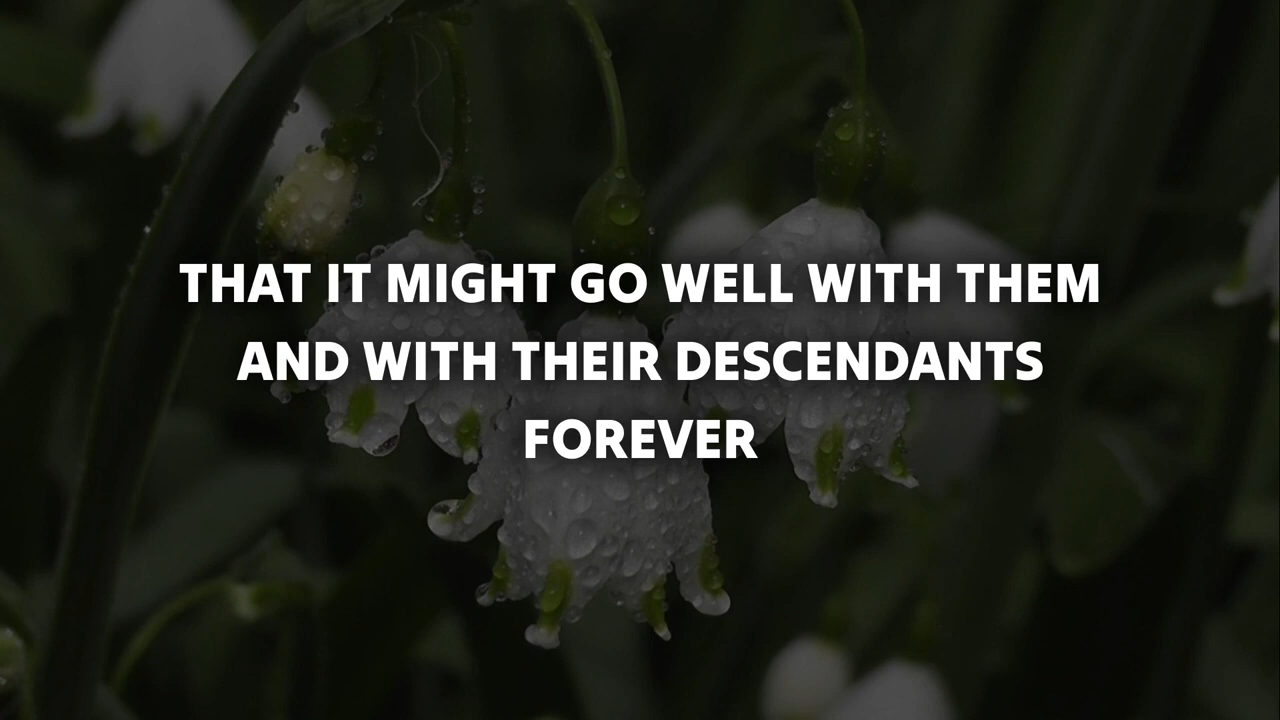 THAT IT MIGHT GO WELL WITH THEM
AND WITH THEIR DESCENDANTS
FOREVER